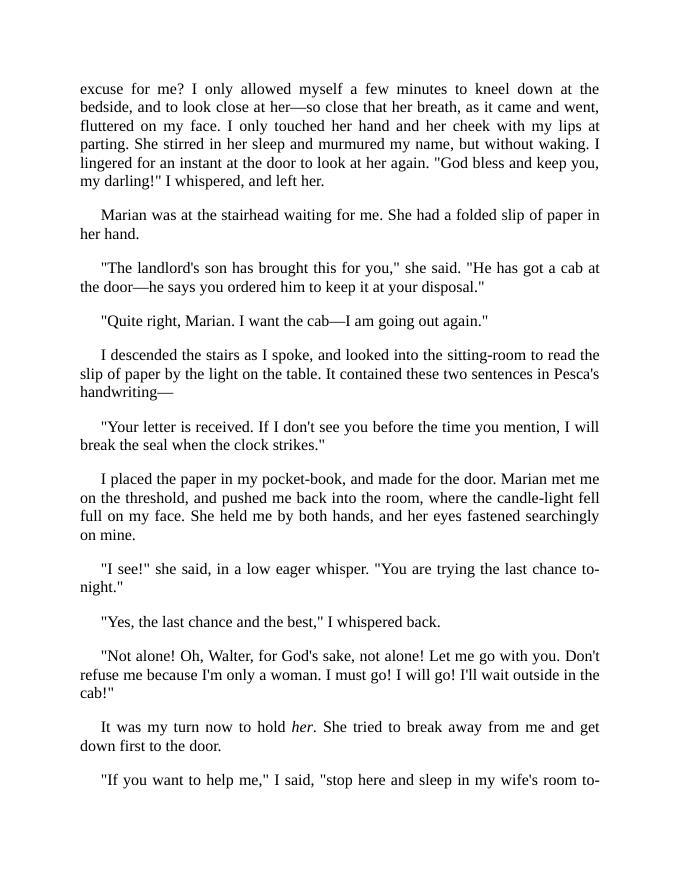 excuse for me? I only allowed myself a few minutes to kneel down at the
bedside, and to look close at her—so close that her breath, as it came and went,
fluttered on my face. I only touched her hand and her cheek with my lips at
parting. She stirred in her sleep and murmured my name, but without waking. I
lingered for an instant at the door to look at her again. "God bless and keep you,
my darling!" I whispered, and left her.
Marian was at the stairhead waiting for me. She had a folded slip of paper in
her hand.
"The landlord's son has brought this for you," she said. "He has got a cab at
the door—he says you ordered him to keep it at your disposal."
"Quite right, Marian. I want the cab—I am going out again."
I descended the stairs as I spoke, and looked into the sitting-room to read the
slip of paper by the light on the table. It contained these two sentences in Pesca's
handwriting—
"Your letter is received. If I don't see you before the time you mention, I will
break the seal when the clock strikes."
I placed the paper in my pocket-book, and made for the door. Marian met me
on the threshold, and pushed me back into the room, where the candle-light fell
full on my face. She held me by both hands, and her eyes fastened searchingly
on mine.
"I see!" she said, in a low eager whisper. "You are trying the last chance to-
night."
"Yes, the last chance and the best," I whispered back.
"Not alone! Oh, Walter, for God's sake, not alone! Let me go with you. Don't
refuse me because I'm only a woman. I must go! I will go! I'll wait outside in the
cab!"
It was my turn now to hold her. She tried to break away from me and get
down first to the door.
"If you want to help me," I said, "stop here and sleep in my wife's room to-